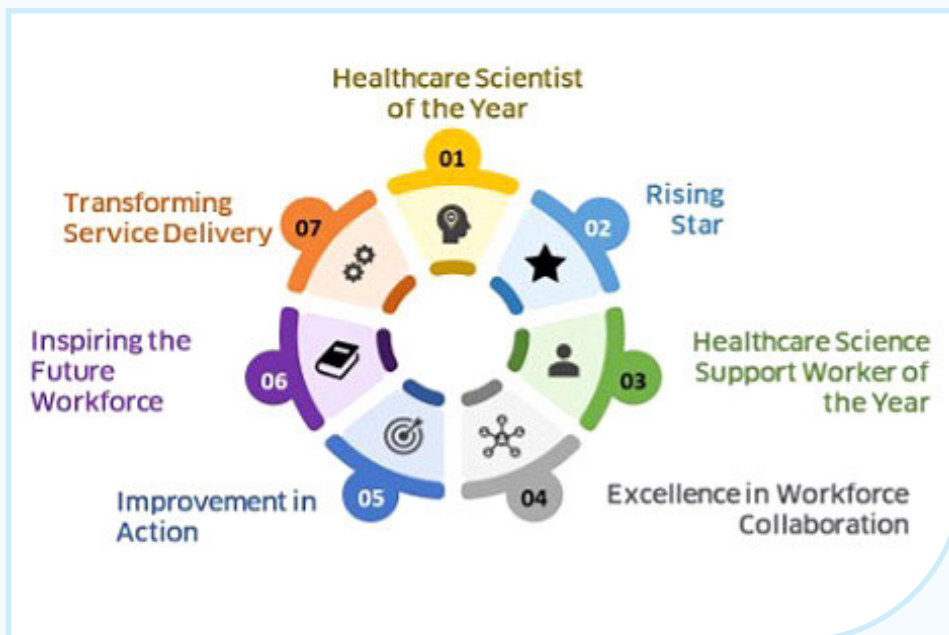 Healthcare Scientist
of the Year
01
Rising
Star
02
Healthcare Science
Support Worker of
the Year
03
Excellence in Workforce
Collaboration
04
Improvement in
Action
05
Inspiring the
Future
Workforce
06
Transforming
Service Delivery
07